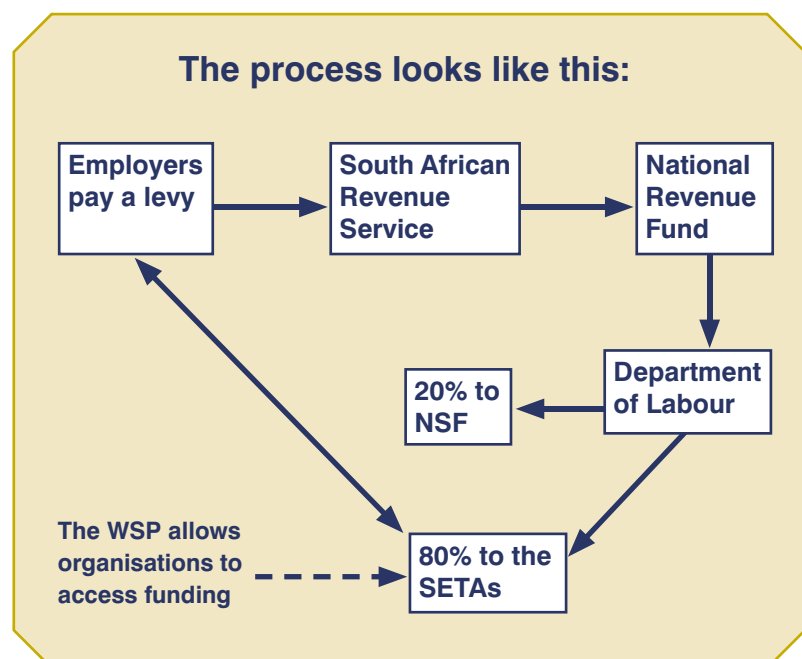 The process looks like this:
Employers
pay a levy
South African
Revenue
Service
National
Revenue
Fund
Department
of Labour
20% to
NSF
80% to the
SETAs
The WSP allows
organisations to
access funding